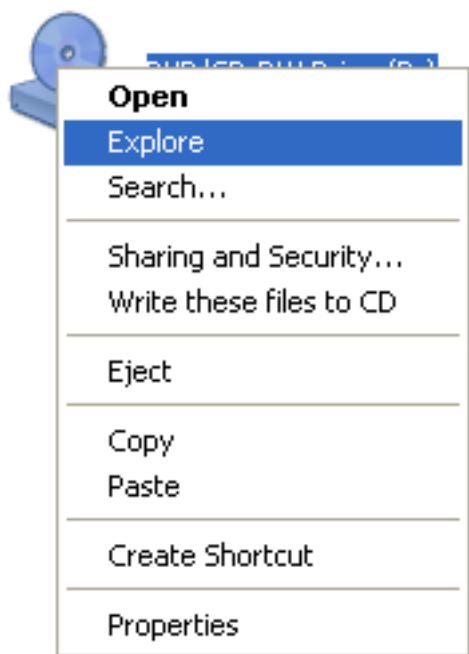 Open
Explore
Search...
Sharing and Security...
Write these files to CD
Eject
Copy
Paste
Create Shortcut
Properties